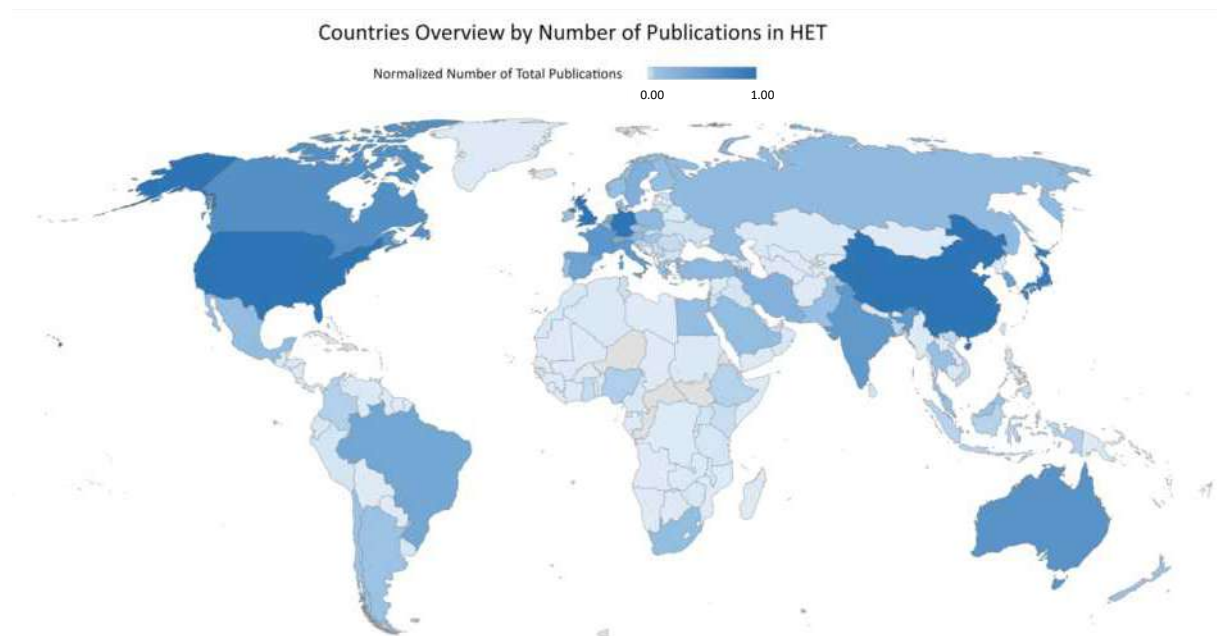 Countries Overview by Number of Publications in HET
Normalized Number of Total Publications
0.00 1.00